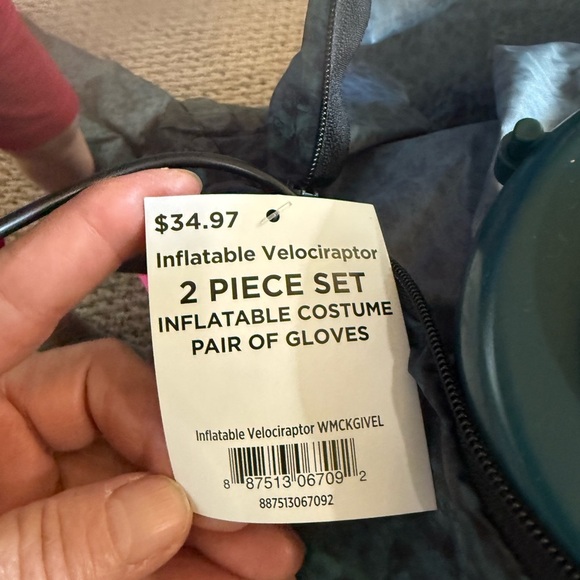 $34.97
Inflatable Velociraptor
2 PIECE SET
INFLATABLE COSTUME
PAIR OF GLOVES
Inflatable Velociraptor WMCKGIVEL
8 87513 06709 2
887513067092